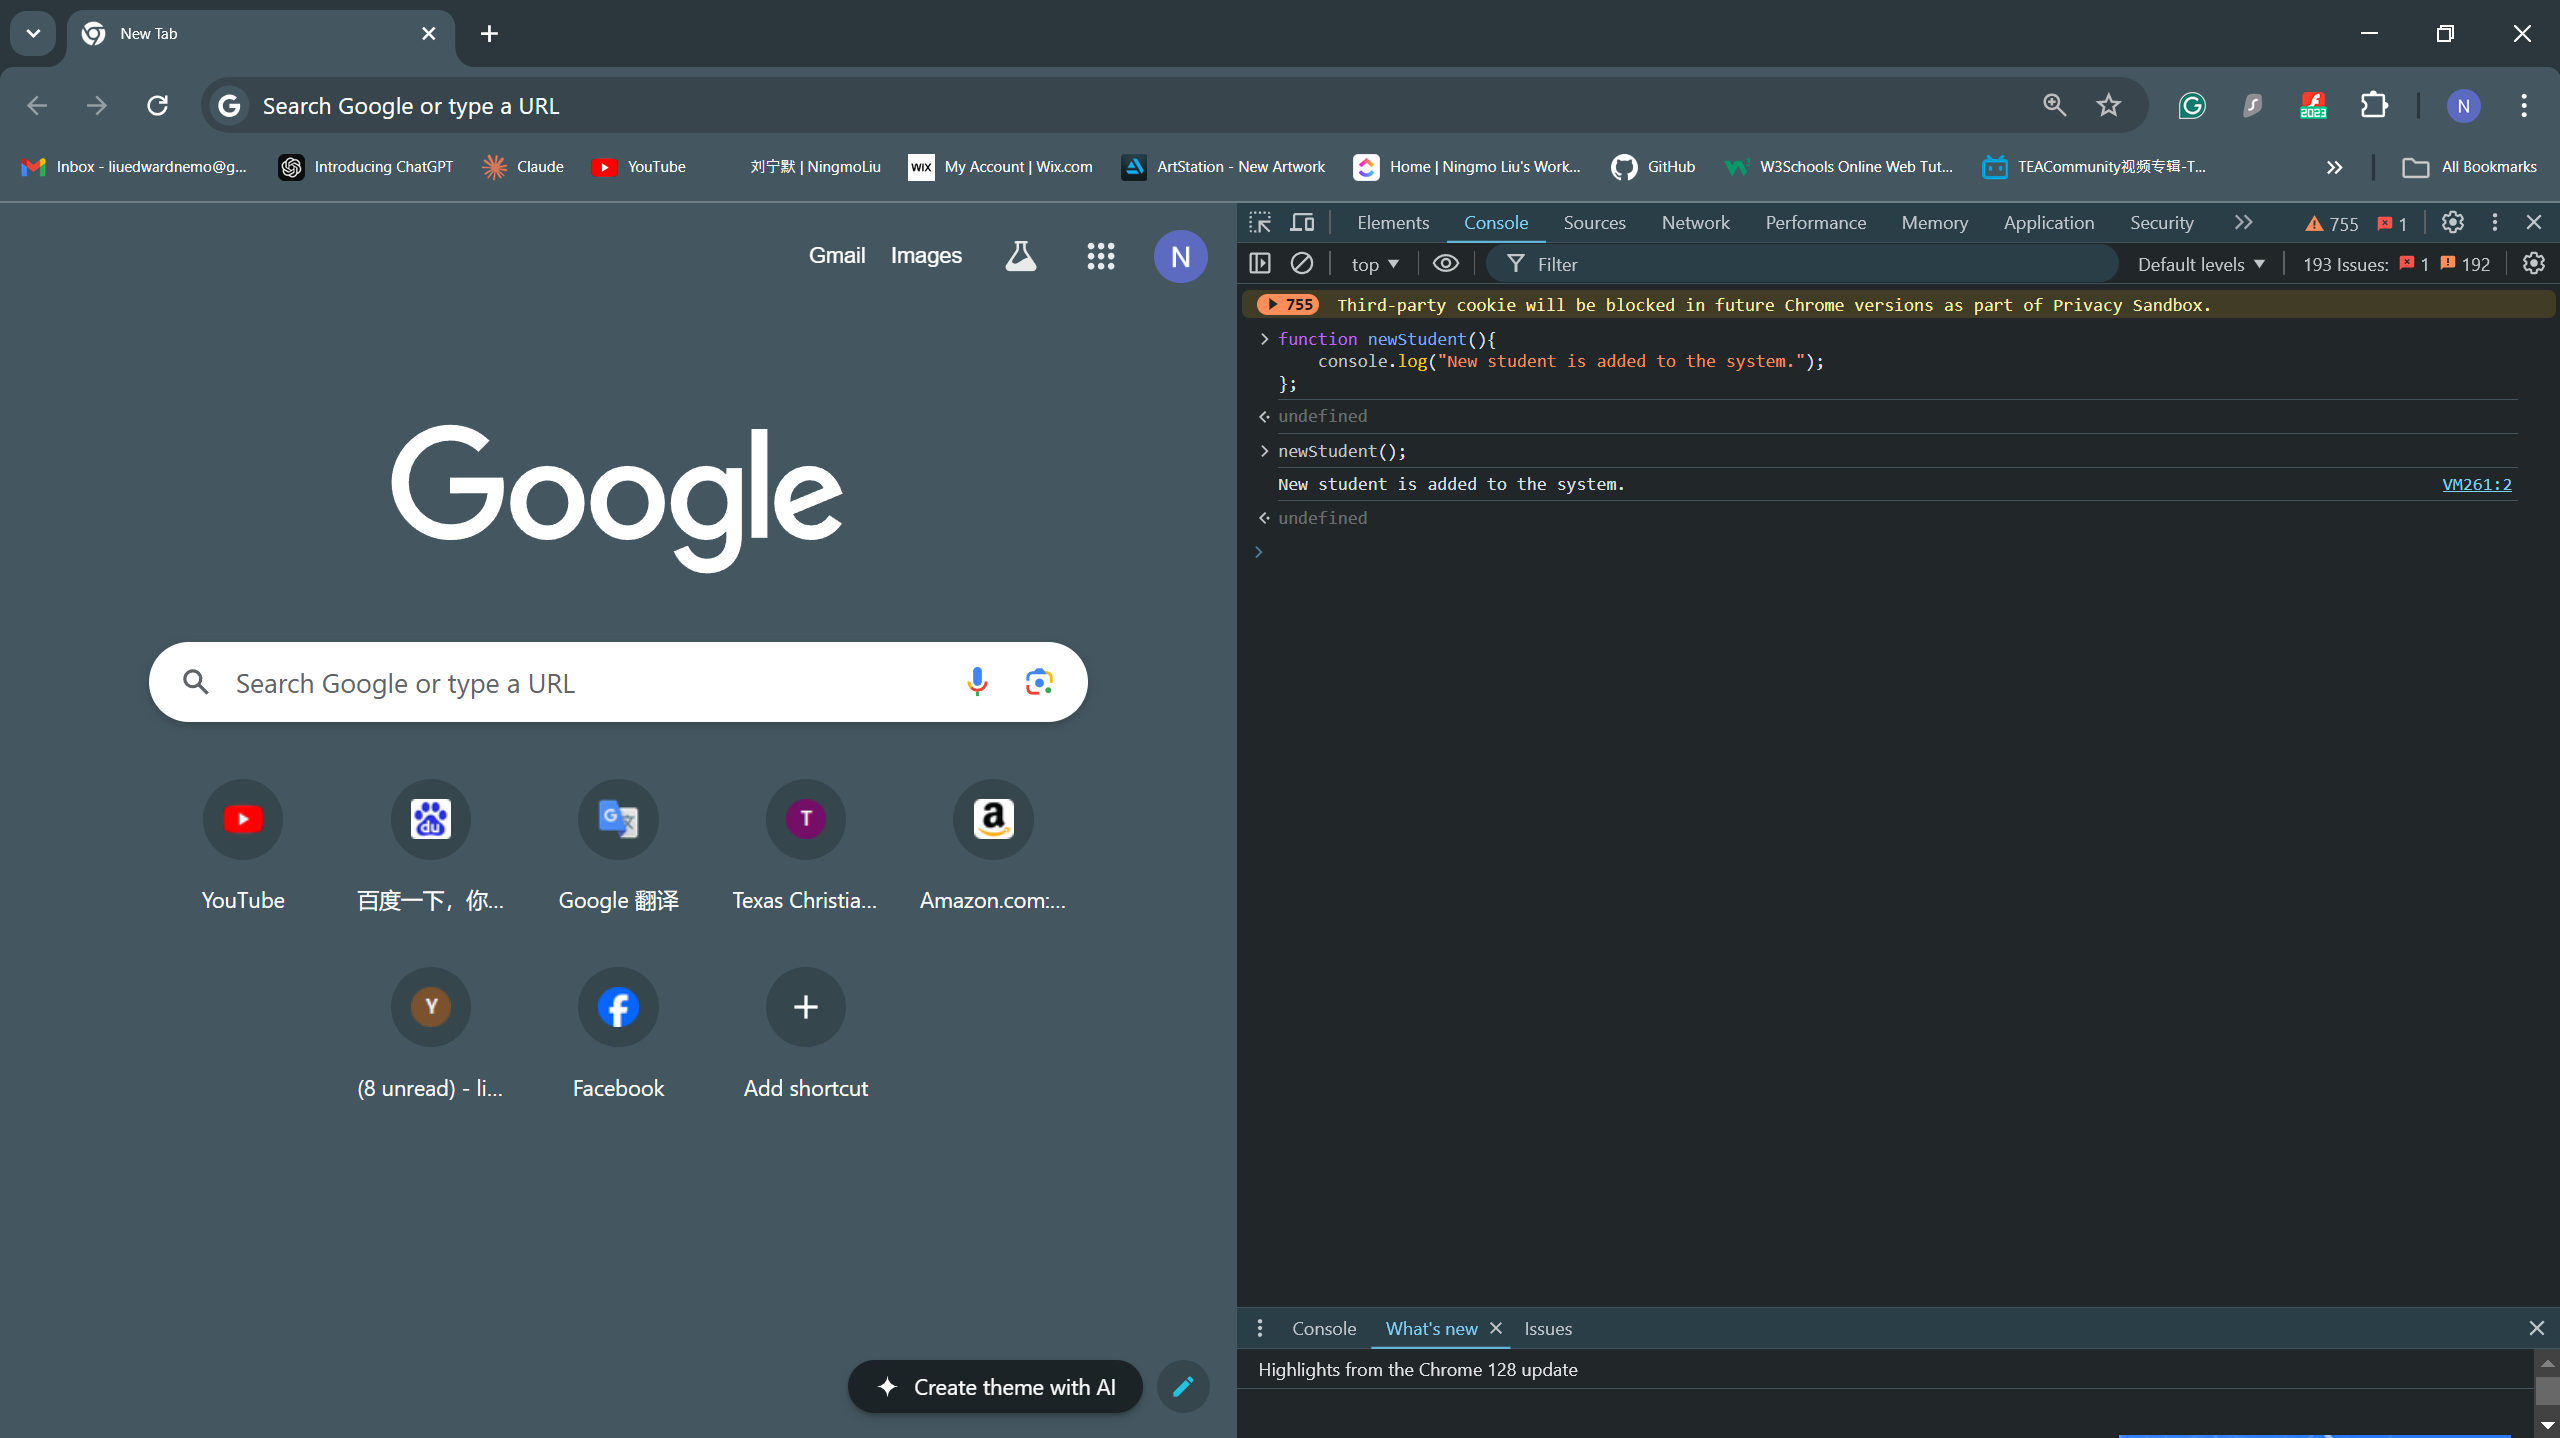 New Tab
Search Google or type a URL
N
Inbox - liuedwardnemo@g...
Introducing ChatGPT
Claude
YouTube
刘宁默 | NingmoLiu
WIX My Account | Wix.com
ArtStation - New Artwork
Home | Ningmo Liu's Work...
GitHub
W3Schools Online Web Tut...
TEACommunity视频专辑-T...
All Bookmarks
Gmail Images N
Google
Search Google or type a URL
YouTube
百度一下，你...
Google 翻译
Texas Christia...
Amazon.com:...
(8 unread) - li...
Facebook
Add shortcut
Create theme with AI
Elements Console Sources Network Performance Memory Application Security 755 1
top Filter Default levels 193 Issues: 1 192
755 Third-party cookie will be blocked in future Chrome versions as part of Privacy Sandbox.
function newStudent(){
console.log("New student is added to the system.");
};
undefined
newStudent();
New student is added to the system. VM261:2
undefined
Console What's new Issues
Highlights from the Chrome 128 update